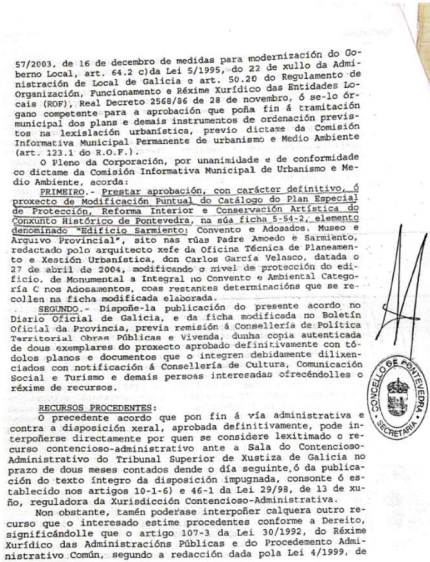 57/2003, de 16 de decembro de medidas para modernización do Go-
berno Local, art. 64.2 c)da Lei 5/1995, do 22 de xullo da Admi-
nistración de Local de Galicia e art. 50.20 do Regulamento de
Organización, Funcionamento e Réxime Xurídico das Entidades Lo-
cais (ROF), Real Decreto 2568/86 de 28 de novembro, ó se-lo ór-
gano competente para a aprobación que poña fin á tramitación
municipal dos plans e demais instrumentos de ordenación previs-
tos na lexislación urbanística, previo dictame da Comisión
Informativa Municipal Permanente de urbanismo e Medio Ambiente
(art. 123.1 do R.O.F.).
O Pleno da Corporación, por unanimidade e de conformidade
co dictame da Comisión Informativa Municipal de Urbanismo e Me-
dio Ambiente, acorda:
PRIMEIRO.- Prestar aprobación, con carácter definitivo, ó
proxecto de Modificación Puntual do Catálogo do Plan Especial
de Protección, Reforma Interior e Conservación Artística do
Conxunto Histórico de Pontevedra, na súa ficha 5-54-2, elemento
denominado "Edificio Sarmiento: Convento e Adosados. Museo e
Arquivo Provincial", sito nas rúas Padre Amoedo e Sarmiento,
redactado polo arquitecto xefe da Oficina Técnica de Planeamen-
to e Xestión Urbanística, don Carlos García Velasco, datada o
27 de abril de 2004, modificando o nivel de protección do edi-
ficio, de Monumental a Integral no Convento e Ambiental Catego-
ría C nos Adosamentos, coas restantes determinacións que se re-
collen na ficha modificada elaborada.
SEGUNDO.- Dispoñe-la publicación do presente acordo no
Diario Oficial de Galicia, e da ficha modificada no Boletín
Oficial da Provincia, previa remisión á Consellería de Política
Territorial Obras Públicas e Vivenda, dunha copia autenticada
de dous exemplares do proxecto aprobado definitivamente con tó-
dolos planos e documentos que o integren debidamente dilixen-
ciados con notificación á Consellería de Cultura, Comunicación
Social e Turismo e demais persoas interesadas ofrecéndolles o
réxime de recursos.
RECURSOS PROCEDENTES:
O precedente acordo que pon fin á vía administrativa e
contra a disposición xeral, aprobada definitivamente, pode in-
terpoñerse directamente por quen se considere lexitimado o recurso
contencioso-administrativo ante a Sala do Contencioso-
Administrativo do Tribunal Superior de Xustiza de Galicia no
prazo de dous meses contados dende o día seguinte ó da publica-
ción do texto íntegro da disposición impugnada, consonte ó es-
tablecido nos artigos 10-1-6) e 46-1 da Lei 29/98, de 13 de xu-
ño, reguladora da Xurisdicción Contencioso-Administrativa.
Non obstante, tamén poderase interpoñer calquera outro re-
curso que o interesado estime procedentes conforme a Dereito,
significándolle que o artigo 107-3 da Lei 30/1992, do Réxime
Xurídico das Administracións Públicas e do Procedemento Admi-
nistrativo Común, segundo a redacción dada pola Lei 4/1999, de
CONCELLO DE PONTEVEDRA
SECRETARÍA